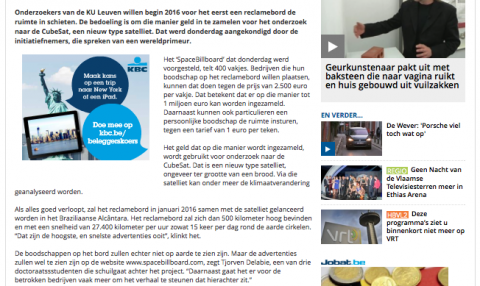 Onderzoekers van de KU Leuven willen begin 2016 voor het eerst een reclamebord de
ruimte in schieten. De bedoeling is om die manier geld in te zamelen voor het onderzoek
naar de CubeSat, een nieuw type satelliet. Dat werd donderdag aangekondigd door de
initiatiefnemers, die spreken van een wereldprimeur.
Maak kans
op een trip
naar New York
of een iPad.
KBC
Doe mee op
kbc.be/
beleggenkoers
Het 'SpaceBillboard' dat donderdag werd
voorgesteld, telt 400 vakjes. Bedrijven die hun
boodschap op het reclamebord willen plaatsen,
kunnen dat doen tegen de prijs van 2.500 euro
per vakje. Dat betekent dat er op die manier tot
1 miljoen euro kan worden ingezameld.
Daarnaast kunnen ook particulieren een
persoonlijke boodschap de ruimte insturen,
tegen een tarief van 1 euro per teken.
Het geld dat op die manier wordt ingezameld,
wordt gebruikt voor onderzoek naar de
CubeSat. Dat is een nieuw type satelliet,
ongeveer ter grootte van een brood. Via die
satelliet kan onder meer de klimaatverandering
geanalyseerd worden.
Als alles goed verloopt, zal het reclamebord in januari 2016 samen met de satelliet gelanceerd
worden in het Braziliaanse Alcântara. Het reclamebord zal zich dan 500 kilometer hoog bevinden
en met een snelheid van 27.400 kilometer per uur zowat 15 keer per dag rond de aarde cirkelen.
"Dat zijn de hoogste, en snelste advertenties ooit", klinkt het.
De boodschappen op het bord zullen echter niet op aarde te zien zijn. Maar de advertenties
zullen wel te zien zijn op de website www.spacebillboard.com, zegt Tjorven Delabie, een van drie
doctoraatsstudenten die schuilgaat achter het project. "Daarnaast gaat het er voor de
betrokken bedrijven vaak meer om het verhaal te steunen dat hierachter zit."
Geurkunstenaar pakt uit met
baksteen die naar vagina ruikt
en huis gebouwd uit vuilzakken
EN VERDER...
De Wever: 'Porsche viel
toch wat op'
Geen Nacht van
de Vlaamse
Televisiesterren meer in
Ethias Arena
vrt
Deze
programma's ziet u
binnenkort niet meer op
VRT
Jobat.be